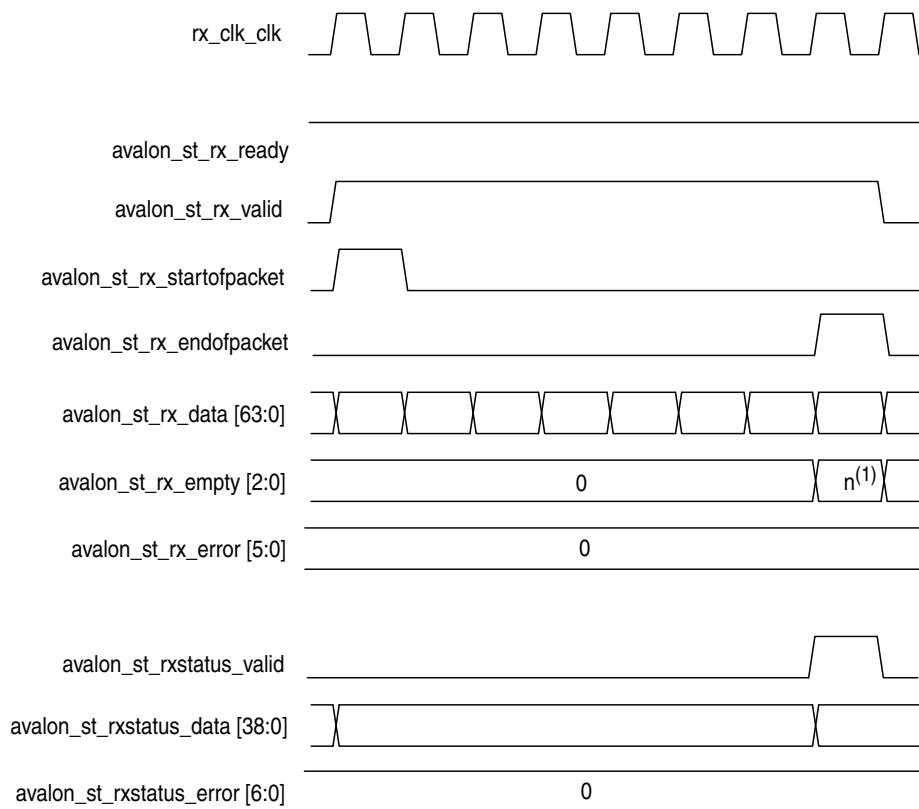 rx_clk_clk
avalon_st_rx_ready
avalon_st_rx_valid
avalon_st_rx_startofpacket
avalon_st_rx_endofpacket
avalon_st_rx_data [63:0]
avalon_st_rx_empty [2:0] 0 n(1)
avalon_st_rx_error [5:0] 0
avalon_st_rxstatus_valid
avalon_st_rxstatus_data [38:0]
avalon_st_rxstatus_error [6:0] 0